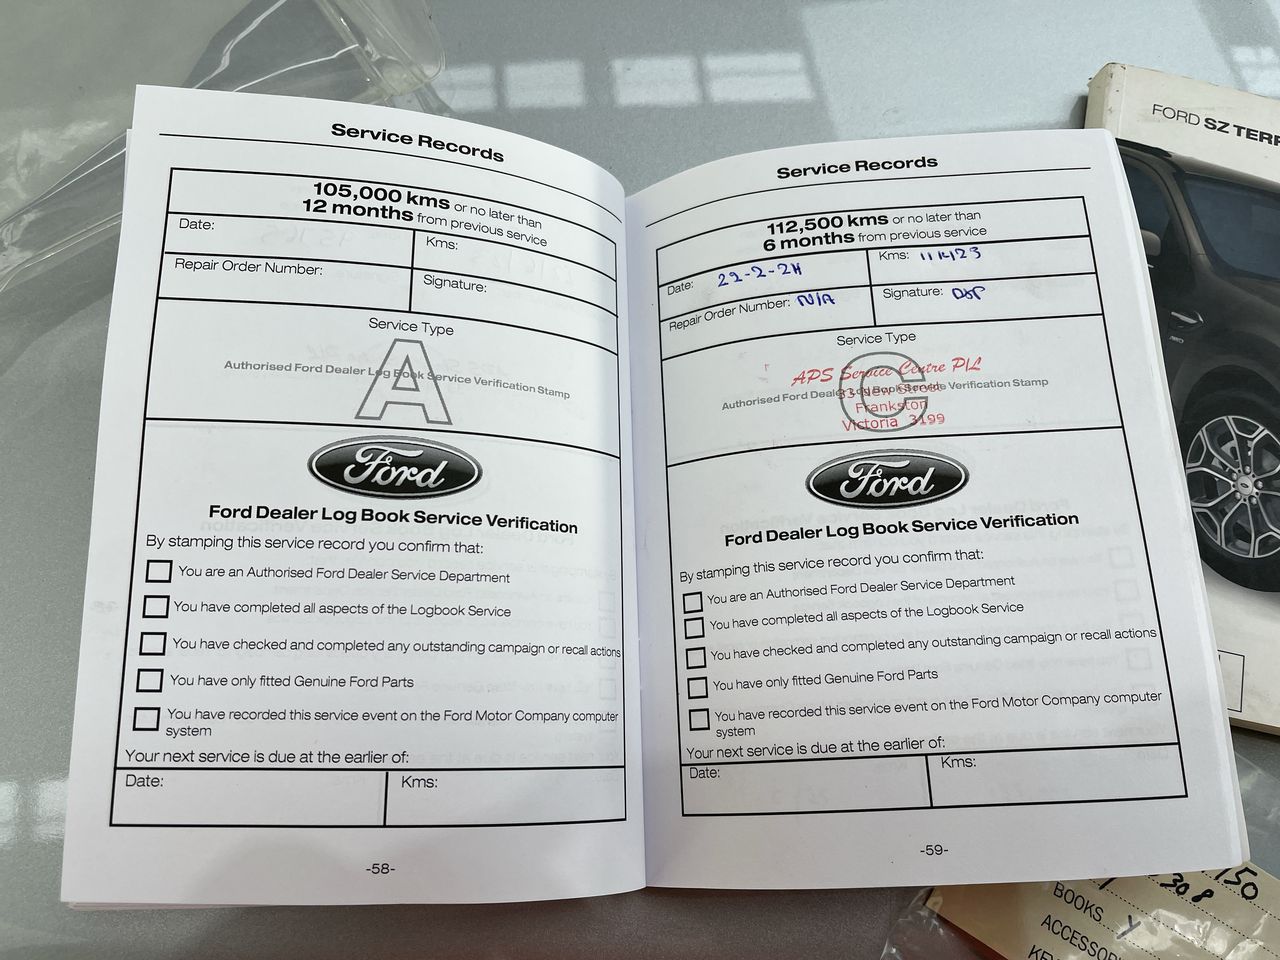 Service Records
105,000 kms or no later than
12 months from previous service
Date:
Kms:
Repair Order Number:
Signature:
Service Type
A
Authorised Ford Dealer Log Book Service Verification Stamp
Ford
Ford Dealer Log Book Service Verification
By stamping this service record you confirm that:
You are an Authorised Ford Dealer Service Department
You have completed all aspects of the Logbook Service
You have checked and completed any outstanding campaign or recall actions
You have only fitted Genuine Ford Parts
You have recorded this service event on the Ford Motor Company computer
system
Your next service is due at the earlier of:
Date:
Kms:
-58-
Service Records
112,500 kms or no later than
6 months from previous service
Date: 22-2-24
Kms:
Repair Order Number: N/A
Signature:
Service Type
C
APS Service Centre P/L
Authorised Ford Dealer Log Book Service Verification Stamp
33 New Street
Frankston
Victoria 3199
Ford
Ford Dealer Log Book Service Verification
By stamping this service record you confirm that:
You are an Authorised Ford Dealer Service Department
You have completed all aspects of the Logbook Service
You have checked and completed any outstanding campaign or recall actions
You have only fitted Genuine Ford Parts
You have recorded this service event on the Ford Motor Company computer
system
Your next service is due at the earlier of:
Date:
Kms:
-59-
FORD SZ TERR
150
308
BOOKS
ACCESSOR